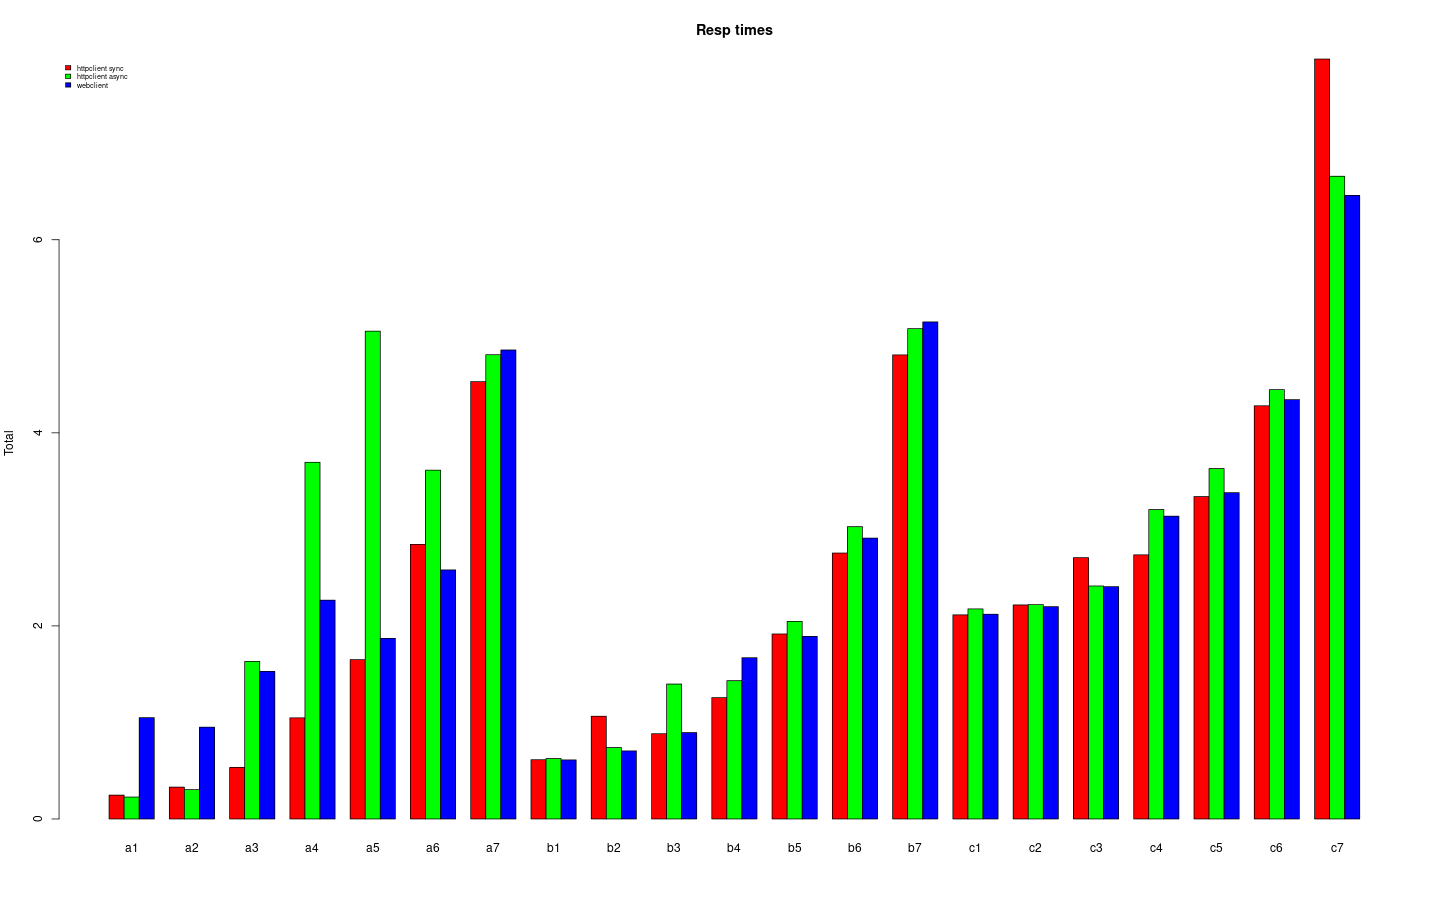 Resp times
httpclient sync
httpclient async
webclient
Total
6
4
2
0
a1 a2 a3 a4 a5 a6 a7 b1 b2 b3 b4 b5 b6 b7 c1 c2 c3 c4 c5 c6 c7